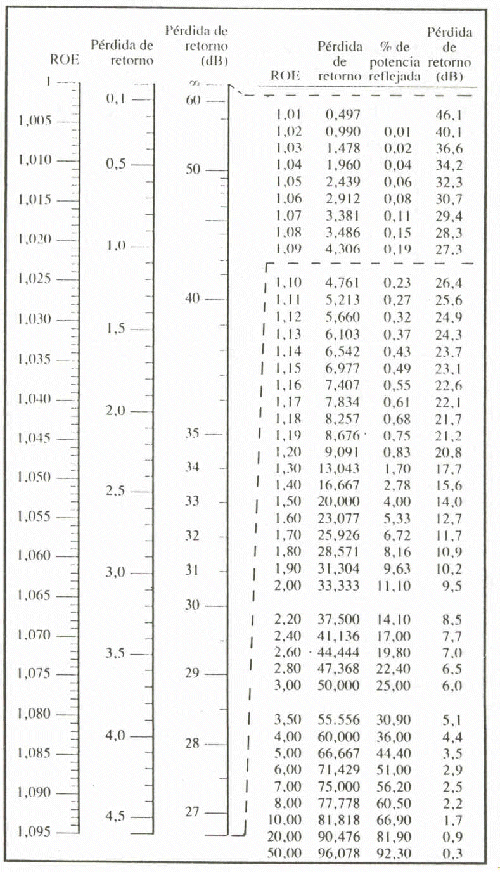 ROE
Pérdida de
retorno
Pérdida de
retorno
(dB)
1
1,005
1,010
1,015
1,020
1,025
1,030
1,035
1,040
1,045
1,050
1,055
1,060
1,065
1,070
1,075
1,080
1,085
1,090
1,095
0,1
0,5
1,0
1,5
2,0
2,5
3,0
3,5
4,0
4,5
∞
60
50
40
35
34
33
32
31
30
29
28
27
ROE
Pérdida
de
retorno
% de
potencia
reflejada
Pérdida
de
retorno
(dB)
1,01 0,497 46,1
1,02 0,990 0,01 40,1
1,03 1,478 0,02 36,6
1,04 1,960 0,04 34,2
1,05 2,439 0,06 32,3
1,06 2,912 0,08 30,7
1,07 3,381 0,11 29,4
1,08 3,486 0,15 28,3
1,09 4,306 0,19 27,3
1,10 4,761 0,23 26,4
1,11 5,213 0,27 25,6
1,12 5,660 0,32 24,9
1,13 6,103 0,37 24,3
1,14 6,542 0,43 23.7
1,15 6,977 0,49 23,1
1,16 7,407 0,55 22,6
1,17 7,834 0,61 22,1
1,18 8,257 0,68 21,7
1,19 8,676 0,75 21,2
1,20 9,091 0,83 20,8
1,30 13,043 1,70 17,7
1,40 16,667 2,78 15,6
1,50 20,000 4,00 14,0
1,60 23,077 5,33 12,7
1,70 25,926 6,72 11,7
1,80 28,571 8,16 10,9
1,90 31,304 9,63 10,2
2,00 33,333 11,10 9,5
2,20 37,500 14,10 8,5
2,40 41,136 17,00 7,7
2,60 44,444 19,80 7,0
2,80 47,368 22,40 6,5
3,00 50,000 25,00 6,0
3,50 55.556 30,90 5,1
4,00 60,000 36,00 4,4
5,00 66,667 44,40 3,5
6,00 71,429 51,00 2,9
7,00 75,000 56,20 2,5
8,00 77,778 60,50 2,2
10,00 81,818 66,90 1,7
20,00 90,476 81,90 0,9
50,00 96,078 92,30 0,3